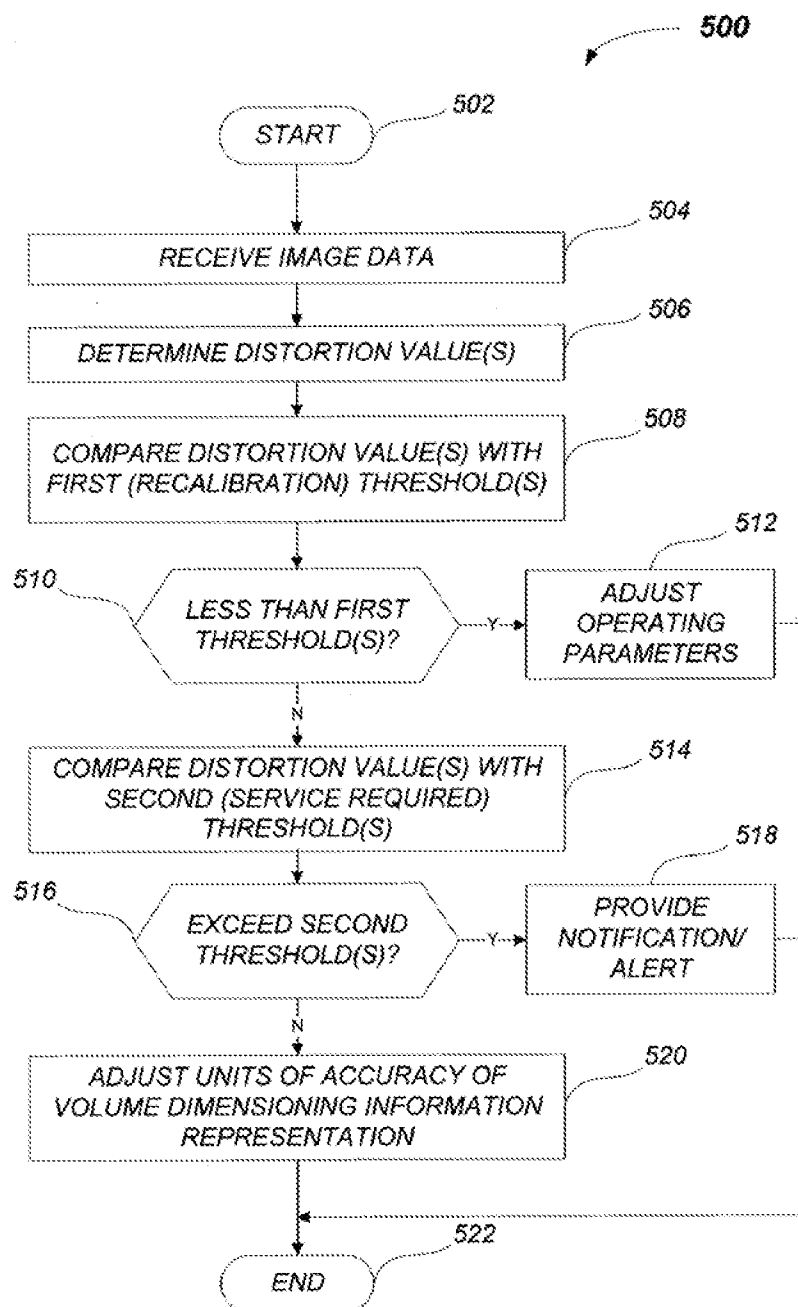 500
START
502
504
RECEIVE IMAGE DATA
506
DETERMINE DISTORTION VALUE(S)
508
COMPARE DISTORTION VALUE(S) WITH
FIRST (RECALIBRATION) THRESHOLD(S)
510
LESS THAN FIRST
THRESHOLD(S)?
Y
512
ADJUST
OPERATING
PARAMETERS
N
514
COMPARE DISTORTION VALUE(S) WITH
SECOND (SERVICE REQUIRED)
THRESHOLD(S)
516
EXCEED SECOND
THRESHOLD(S)?
Y
518
PROVIDE
NOTIFICATION/
ALERT
N
520
ADJUST UNITS OF ACCURACY OF
VOLUME DIMENSIONING INFORMATION
REPRESENTATION
522
END